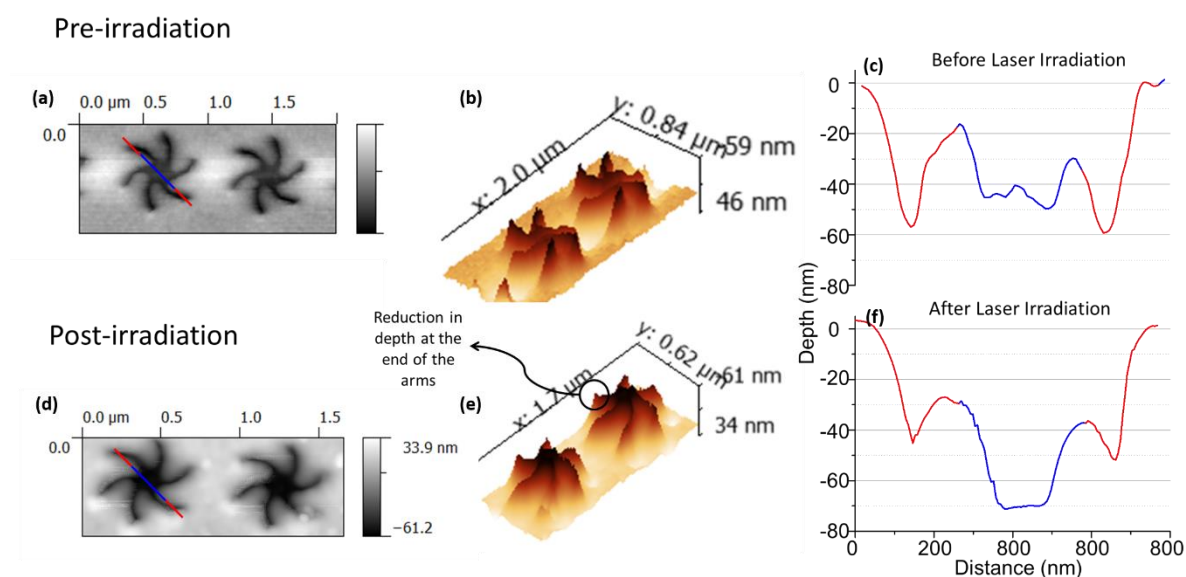 Pre-irradiation
(a)
0.0 µm 0.5 1.0 1.5
0.0
(b)
x: 2.0 µm
y: 0.84 µm
59 nm
46 nm
(c)
Before Laser Irradiation
0
-20
-40
-60
-80
Post-irradiation
Reduction in
depth at the
end of the
arms
(d)
0.0 µm 0.5 1.0 1.5
0.0
33.9 nm
−61.2
(e)
x: 1.7 µm
y: 0.62 µm
-61 nm
34 nm
(f)
After Laser Irradiation
Depth (nm)
0
-20
-40
-60
-80
0 200 800 800 800
Distance (nm)